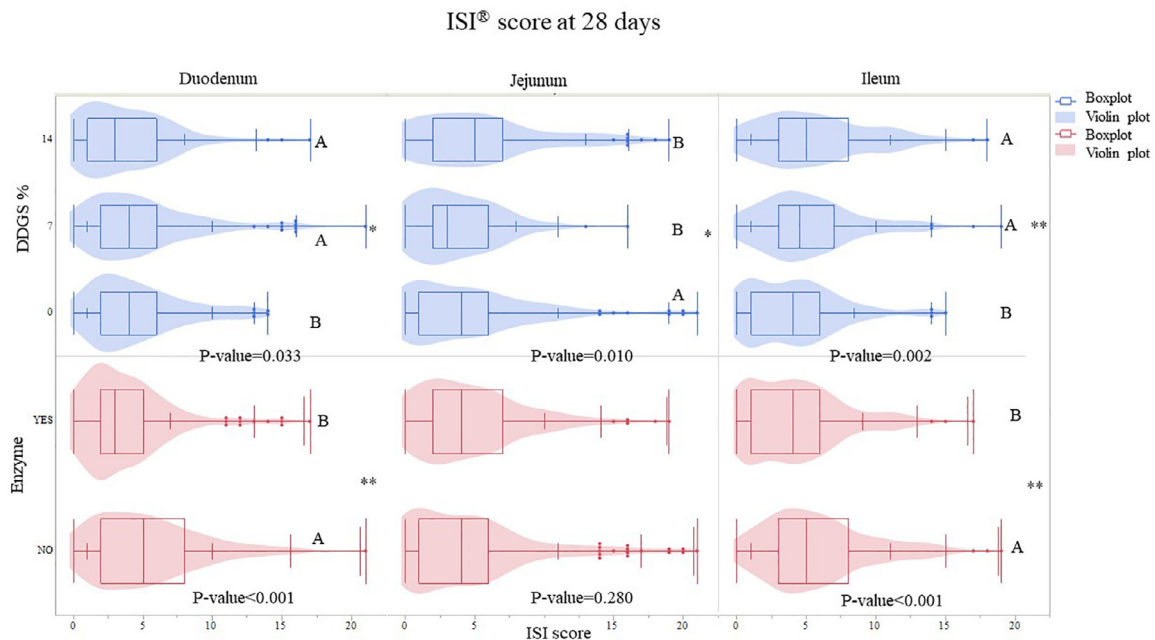 ISI® score at 28 days
Duodenum Jejunum Ileum
Boxplot
Violin plot
Boxplot
Violin plot
DDGS %
14 A B A
7 A * B * A **
0 B A B
P-value=0.033 P-value=0.010 P-value=0.002
Enzyme
YES B B
** **
NO A A
P-value<0.001 P-value=0.280 P-value<0.001
0 5 10 15 20 0 5 10 15 20 0 5 10 15 20
ISI score